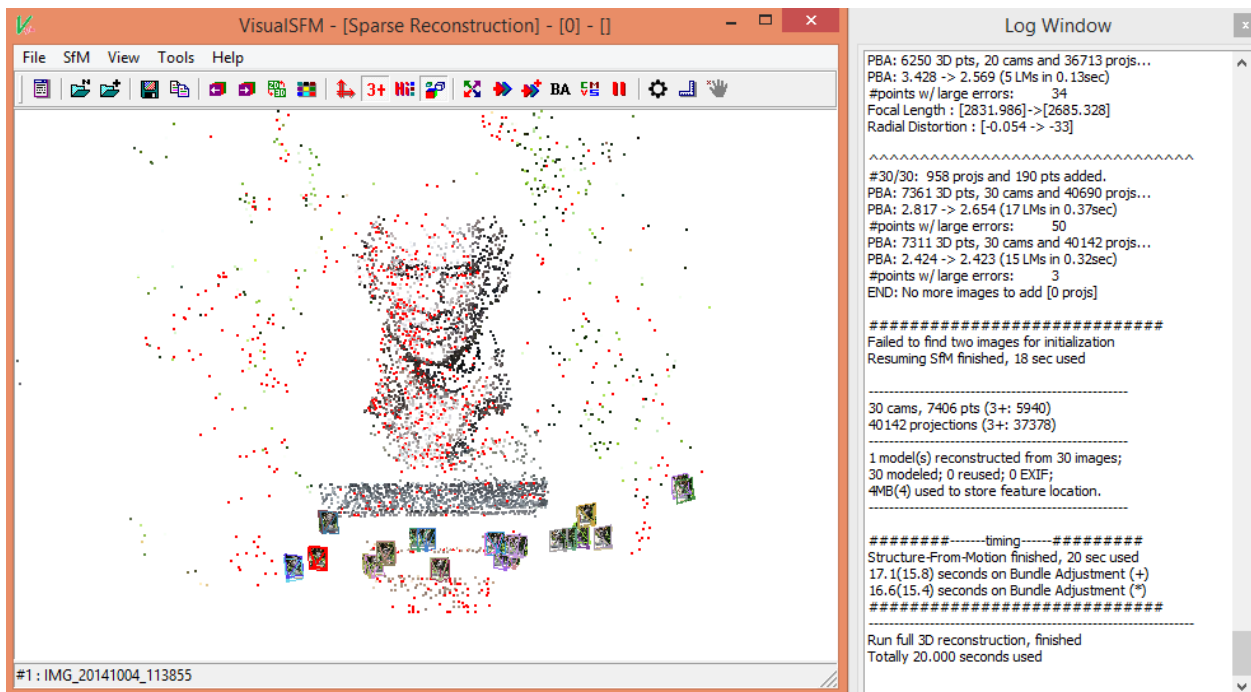 VisualSFM - [Sparse Reconstruction] - [0] - []
File SfM View Tools Help
3+ BA
#1 : IMG_20141004_113855
Log Window
PBA: 6250 3D pts, 20 cams and 36713 projs...
PBA: 3.428 -> 2.569 (5 LMs in 0.13sec)
#points w/ large errors: 34
Focal Length : [2831.986]->[2685.328]
Radial Distortion : [-0.054 -> -33]
^^^^^^^^^^^^^^^^^^^^^^^^^^^^^^^^^
#30/30: 958 projs and 190 pts added.
PBA: 7361 3D pts, 30 cams and 40690 projs...
PBA: 2.817 -> 2.654 (17 LMs in 0.37sec)
#points w/ large errors: 50
PBA: 7311 3D pts, 30 cams and 40142 projs...
PBA: 2.424 -> 2.423 (15 LMs in 0.32sec)
#points w/ large errors: 3
END: No more images to add [0 projs]
#############################
Failed to find two images for initialization
Resuming SfM finished, 18 sec used
----------------------------------------------------------------
30 cams, 7406 pts (3+: 5940)
40142 projections (3+: 37378)
----------------------------------------------------------------
1 model(s) reconstructed from 30 images;
30 modeled; 0 reused; 0 EXIF;
4MB(4) used to store feature location.
----------------------------------------------------------------
########-------timing------#########
Structure-From-Motion finished, 20 sec used
17.1(15.8) seconds on Bundle Adjustment (+)
16.6(15.4) seconds on Bundle Adjustment (*)
#############################
----------------------------------------------------------------
Run full 3D reconstruction, finished
Totally 20.000 seconds used